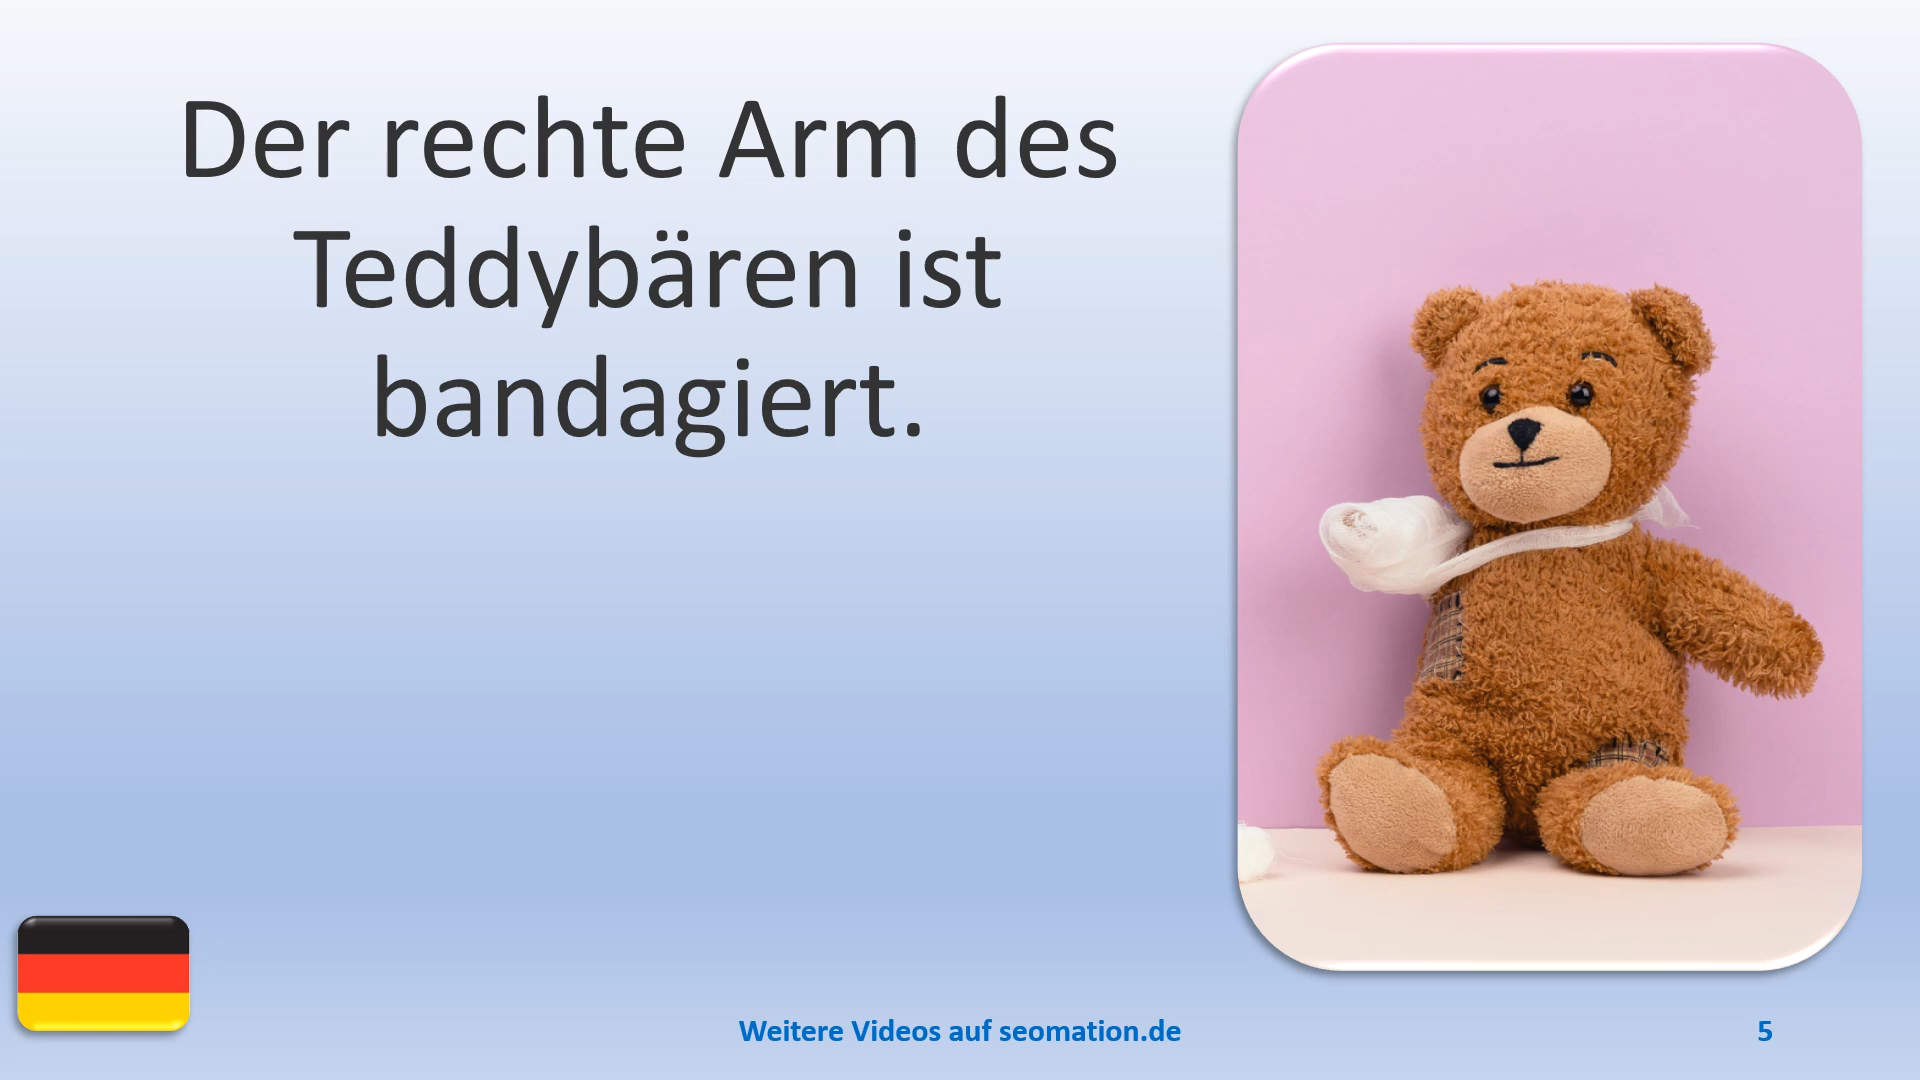 Der rechte Arm des
Teddybären ist
bandagiert.
Weitere Videos auf seomation.de
5